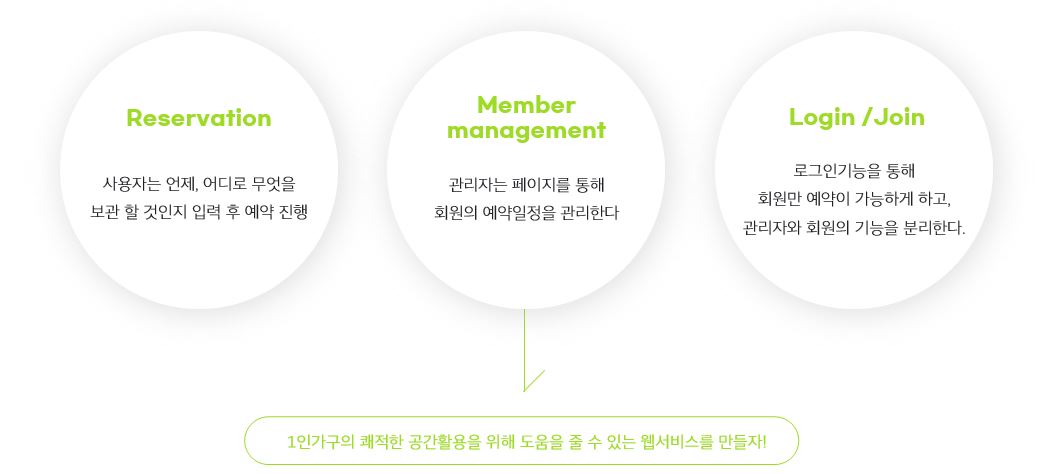 Reservation
사용자는 언제, 어디로 무엇을
보관 할 것인지 입력 후 예약 진행
Member
management
관리자는 페이지를 통해
회원의 예약일정을 관리한다
Login /Join
로그인기능을 통해
회원만 예약이 가능하게 하고,
관리자와 회원의 기능을 분리한다.
1인가구의 쾌적한 공간활용을 위해 도움을 줄 수 있는 웹서비스를 만들자!